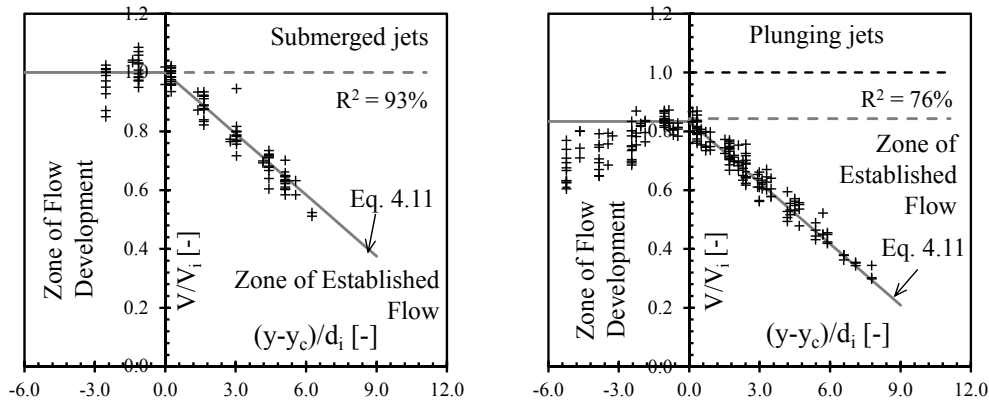 1.2
Submerged jets
1.0
R² = 93%
0.8
0.6
Eq. 4.11
0.4
Zone of Established
Flow
0.2
(y-yc)/di [-]
0.0
-6.0 -3.0 0.0 3.0 6.0 9.0 12.0
Zone of Flow
Development
V/Vi [-]
1.2
Plunging jets
1.0
R² = 76%
0.8
Zone of
Established
Flow
0.6
Eq. 4.11
0.4
0.2
(y-yc)/di [-]
0.0
-6.0 -3.0 0.0 3.0 6.0 9.0 12.0
Zone of Flow
Development
V/Vi [-]